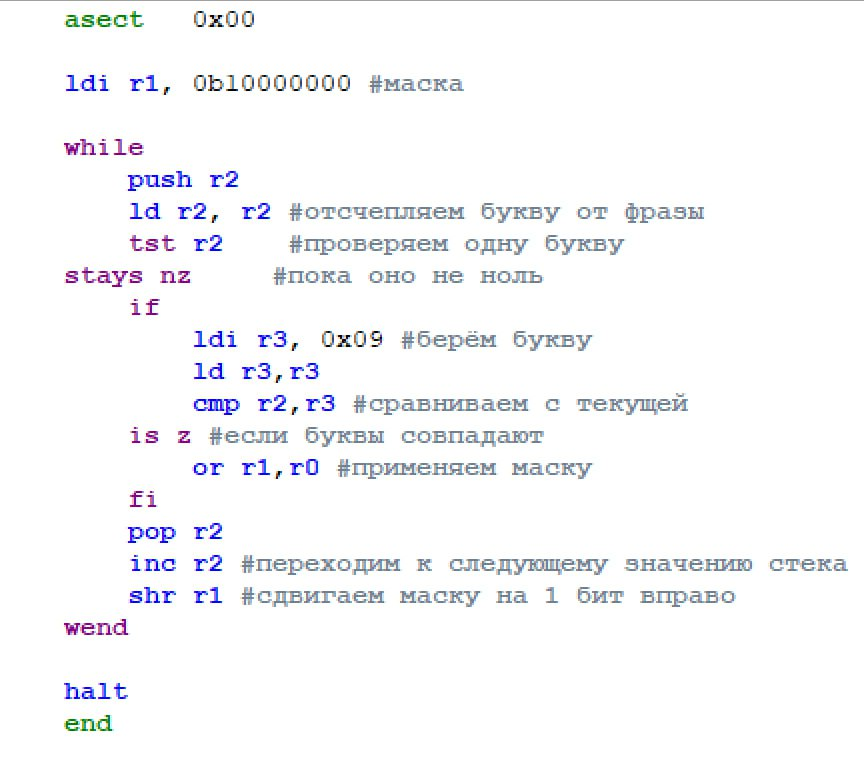 asect 0x00
ldi r1, 0b10000000 #маска
while
push r2
ld r2, r2 #отсчепляем букву от фразы
tst r2 #проверяем одну букву
stays nz #пока оно не ноль
if
ldi r3, 0x09 #берём букву
ld r3,r3
cmp r2,r3 #сравниваем с текущей
is z #если буквы совпадают
or r1,r0 #применяем маску
fi
pop r2
inc r2 #переходим к следующему значению стека
shr r1 #сдвигаем маску на 1 бит вправо
wend
halt
end